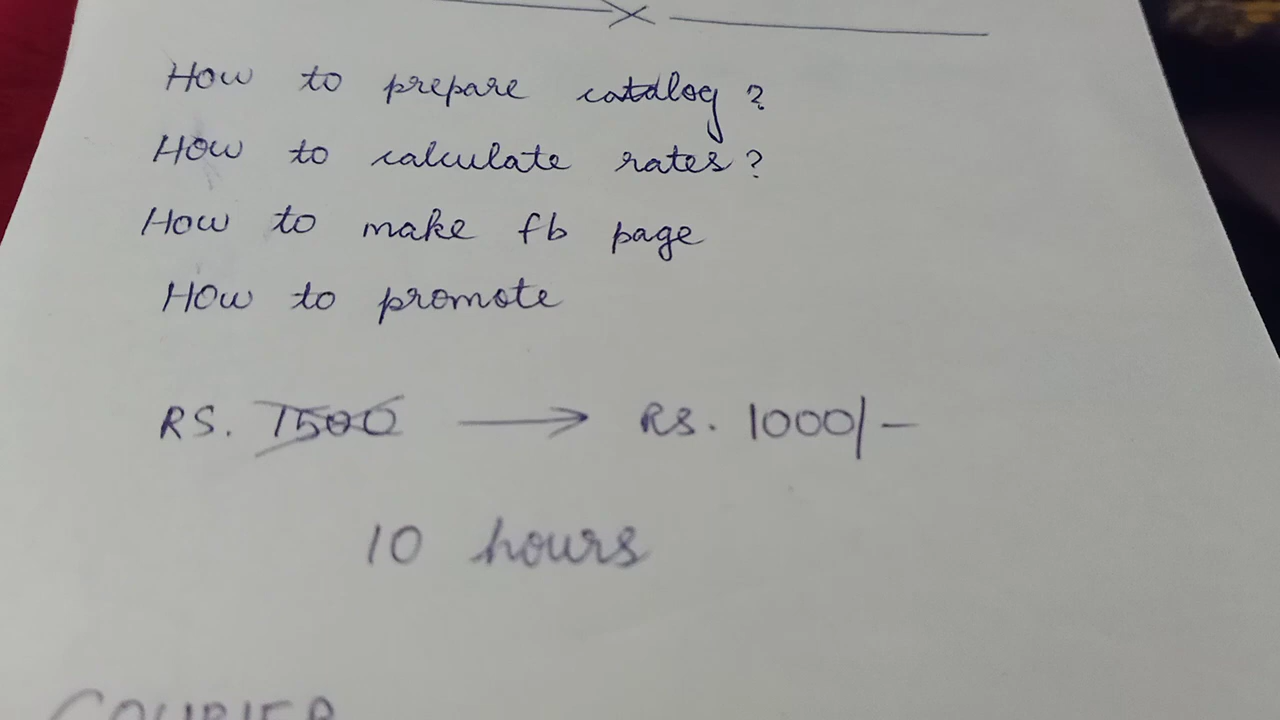 How to prepare catalog ?
How to calculate rates ?
How to make fb page
How to promote
RS. 1500 → RS. 1000/-
10 hours
COURIER